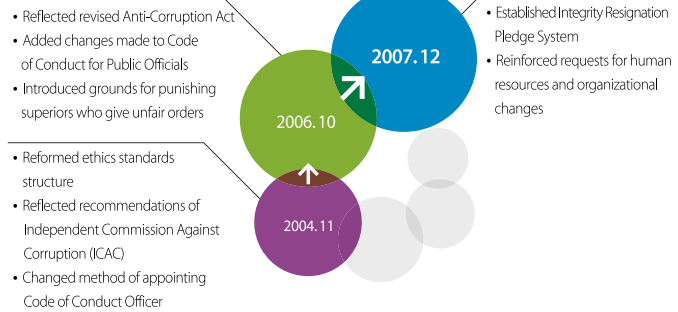 • Reflected revised Anti-Corruption Act
• Added changes made to Code
of Conduct for Public Officials
• Introduced grounds for punishing
superiors who give unfair orders
2006.10
2007.12
• Established Integrity Resignation
Pledge System
• Reinforced requests for human
resources and organizational
changes
• Reformed ethics standards
structure
• Reflected recommendations of
Independent Commission Against
Corruption (ICAC)
• Changed method of appointing
Code of Conduct Officer
2004.11